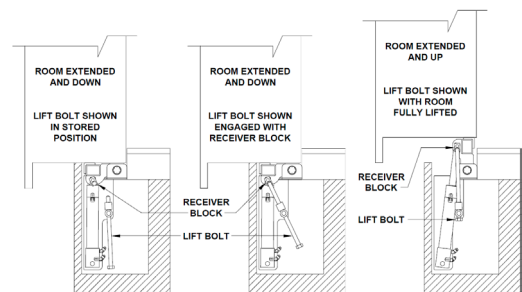 ROOM EXTENDED
AND DOWN
LIFT BOLT SHOWN
IN STORED
POSITION
ROOM EXTENDED
AND DOWN
LIFT BOLT SHOWN
ENGAGED WITH
RECEIVER BLOCK
RECEIVER
BLOCK
LIFT BOLT
ROOM EXTENDED
AND UP
LIFT BOLT SHOWN
WITH ROOM
FULLY LIFTED
RECEIVER
BLOCK
LIFT BOLT